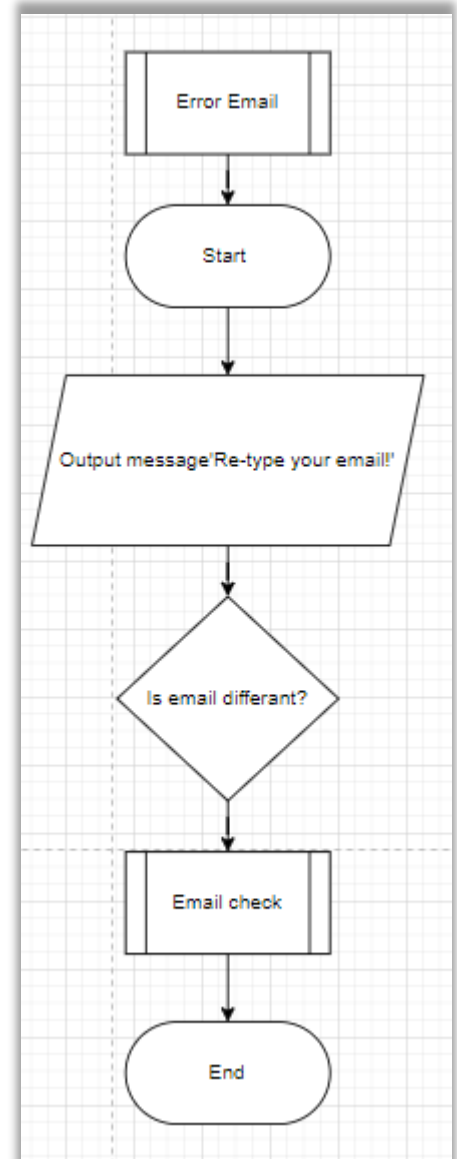 Error Email
Start
Output message'Re-type your email!'
Is email differant?
Email check
End